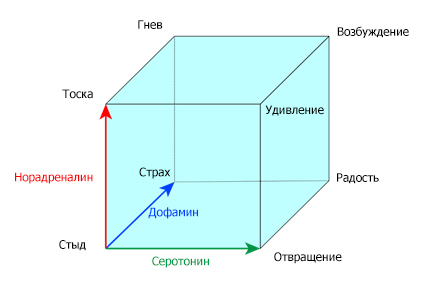 Гнев
Возбуждение
Тоска
Удивление
Норадреналин
Страх
Радость
Дофамин
Стыд
Серотонин
Отвращение